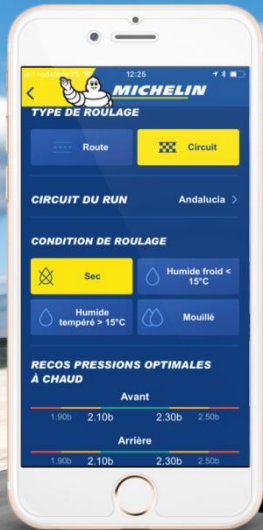 vodafone ES
12:25
MICHELIN
TYPE DE ROULAGE
Route
Circuit
CIRCUIT DU RUN
Andalucia >
CONDITION DE ROULAGE
Sec
Humide froid <
15°C
Humide
tempéré > 15°C
Mouillé
RECOS PRESSIONS OPTIMALES
À CHAUD
Avant
1.90b 2.10b 2.30b 2.50b
Arrière
1.90b 2.10b 2.30b 2.50b